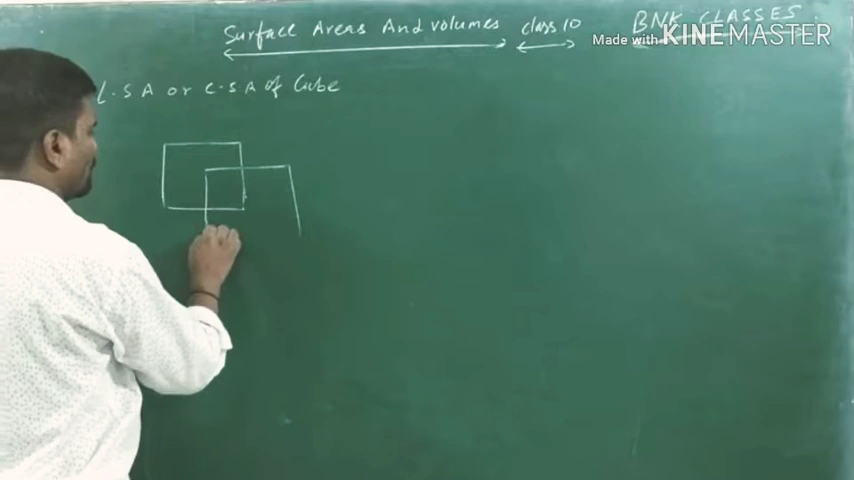 Surface Areas And volumes class 10 BNK CLASSES
Made with KINEMASTER
L.S A or C.S A of Cube